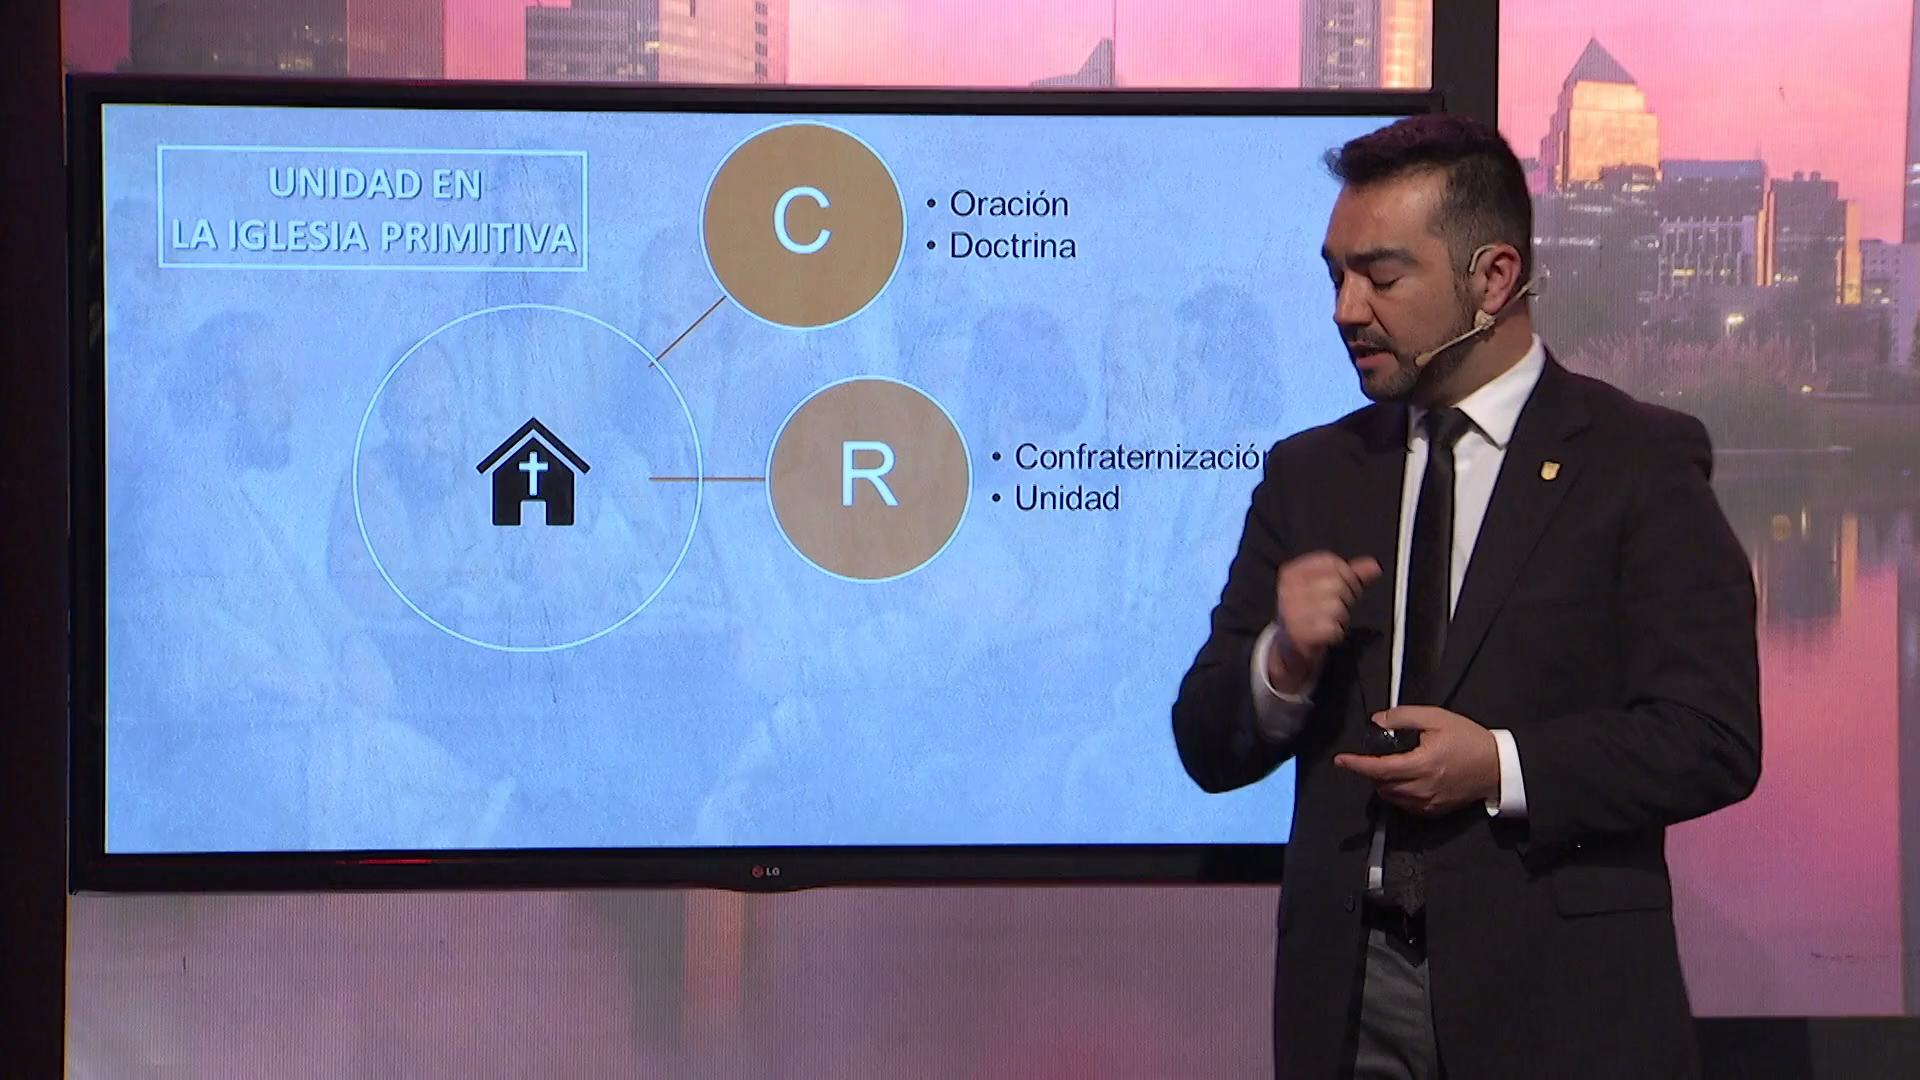 UNIDAD EN
LA IGLESIA PRIMITIVA
C
• Oración
• Doctrina
R
• Confraternización
• Unidad
LG